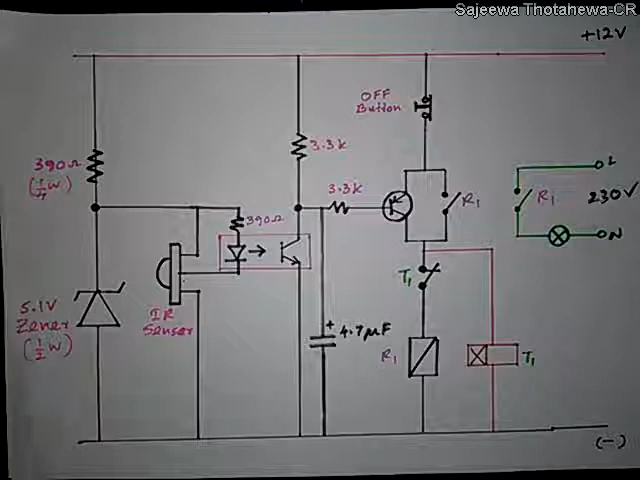 Sajeewa Thotahewa-CR
+12V
OFF
Button
3.3K
390Ω
(1/4W)
3.3K
R1
R1
L
230V
N
390Ω
T1
5.1V
Zener
(1/2W)
IR
Senser
+
4.7µF
R1
T1
(-)